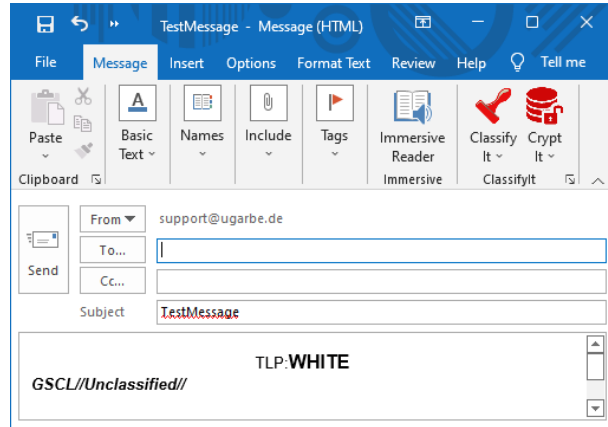 TestMessage - Message (HTML)
File Message Insert Options Format Text Review Help Tell me
Paste Basic Text Names Include Tags Immersive Reader Classify It Crypt It
Clipboard Immersive ClassifyIt
From support@ugarbe.de
To...
Send
Cc...
Subject TestMessage
TLP:WHITE
GSCL//Unclassified//